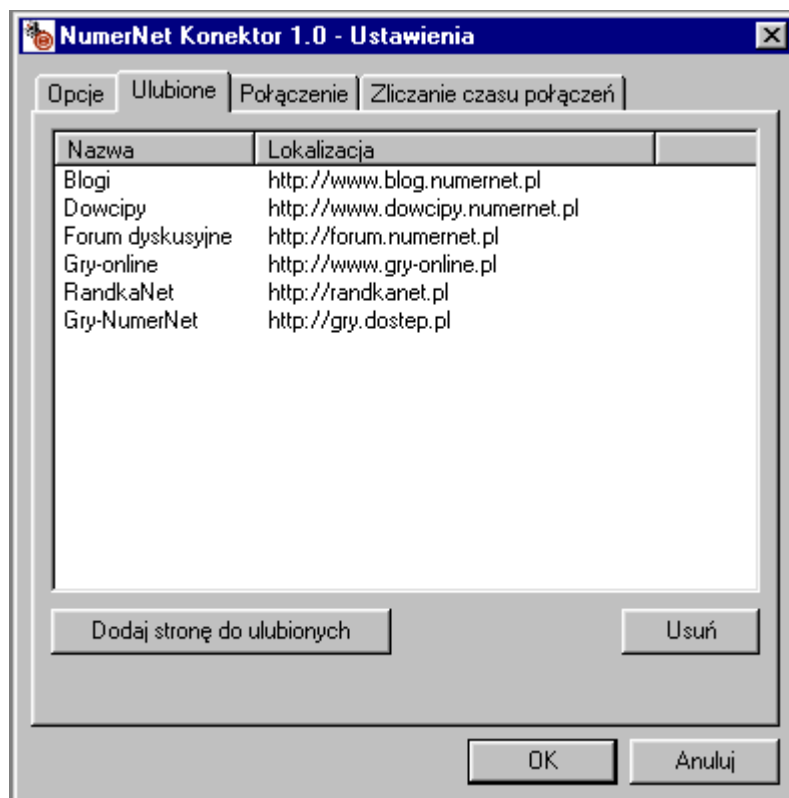 NumerNet Konektor 1.0 - Ustawienia
Opcje Ulubione Połączenie Zliczanie czasu połączeń
Nazwa Lokalizacja
Blogi http://www.blog.numernet.pl
Dowcipy http://www.dowcipy.numernet.pl
Forum dyskusyjne http://forum.numernet.pl
Gry-online http://www.gry-online.pl
RandkaNet http://randkanet.pl
Gry-NumerNet http://gry.dostep.pl
Dodaj stronę do ulubionych Usuń
OK Anuluj